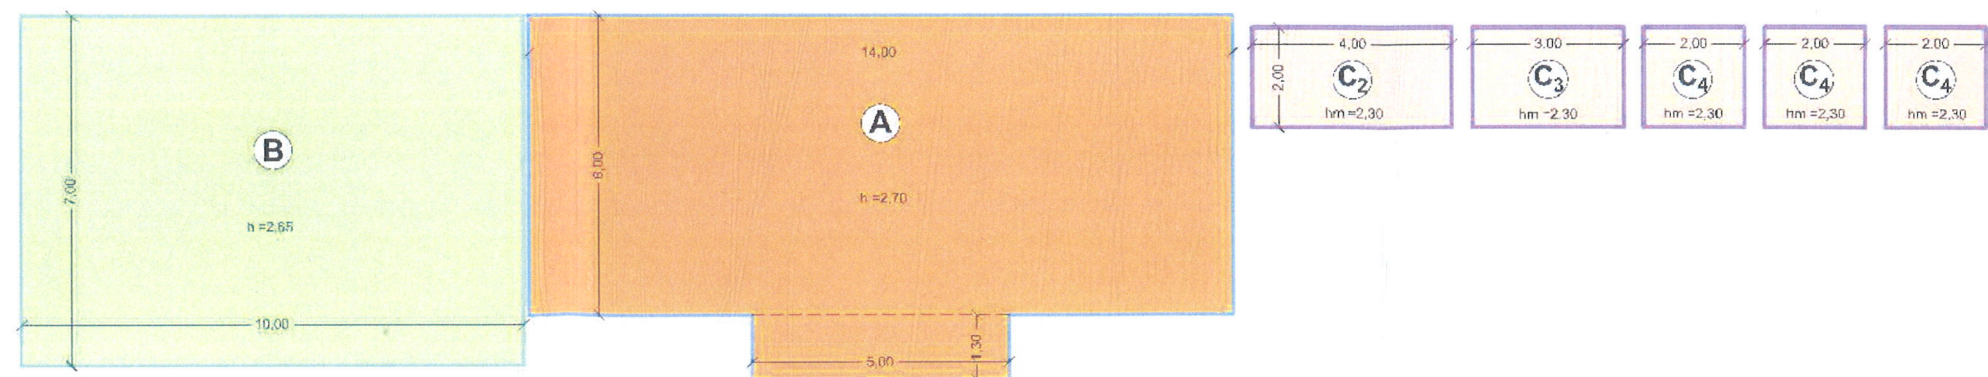 7,00
B
h =2,65
10,00
14,00
A
6,00
h =2,70
5,00
1,30
4,00
2,00
C2
hm =2,30
3.00
C3
hm =2.30
2,00
C4
hm =2,30
2,00
C4
hm =2,30
2.00
C4
hm =2.30